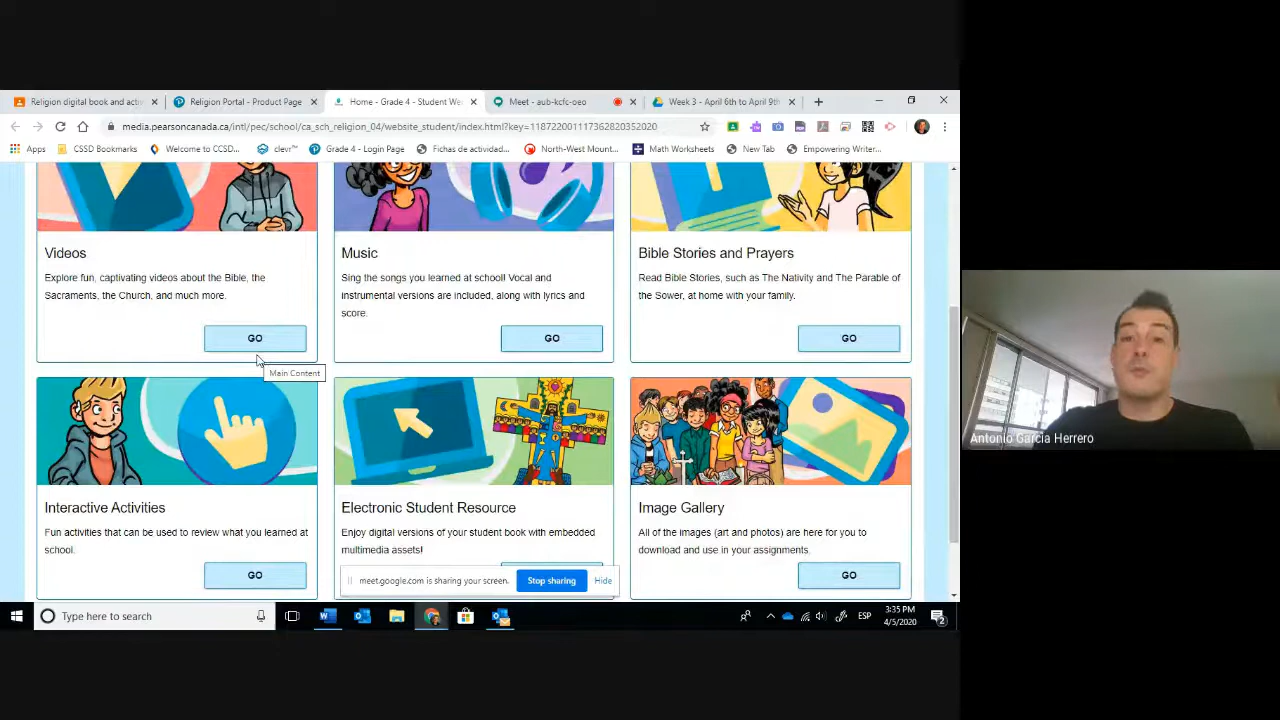 Religion digital book and acti
Religion Portal - Product Page
Home - Grade 4 - Student We
Meet - aub-kcfc-oeo
Week 3 - April 6th to April 9th
media.pearsoncanada.ca/intl/pec/school/ca_sch_religion_04/website_student/index.html?key=1187220011173628203520​20
Apps
CSSD Bookmarks
Welcome to CCSD...
clevr™
Grade 4 - Login Page
Fichas de actividad...
North-West Mount...
Math Worksheets
New Tab
Empowering Writer...
Videos
Explore fun, captivating videos about the Bible, the
Sacraments, the Church, and much more.
GO
Music
Sing the songs you learned at school! Vocal and
instrumental versions are included, along with lyrics and
score.
GO
Bible Stories and Prayers
Read Bible Stories, such as The Nativity and The Parable of
the Sower, at home with your family.
GO
Main Content
Interactive Activities
Fun activities that can be used to review what you learned at
school.
GO
Electronic Student Resource
Enjoy digital versions of your student book with embedded
multimedia assets!
Image Gallery
All of the images (art and photos) are here for you to
download and use in your assignments.
GO
meet.google.com is sharing your screen.
Stop sharing
Hide
Type here to search
ESP
3:35 PM
4/5/2020
2
Antonio Garcia Herrero